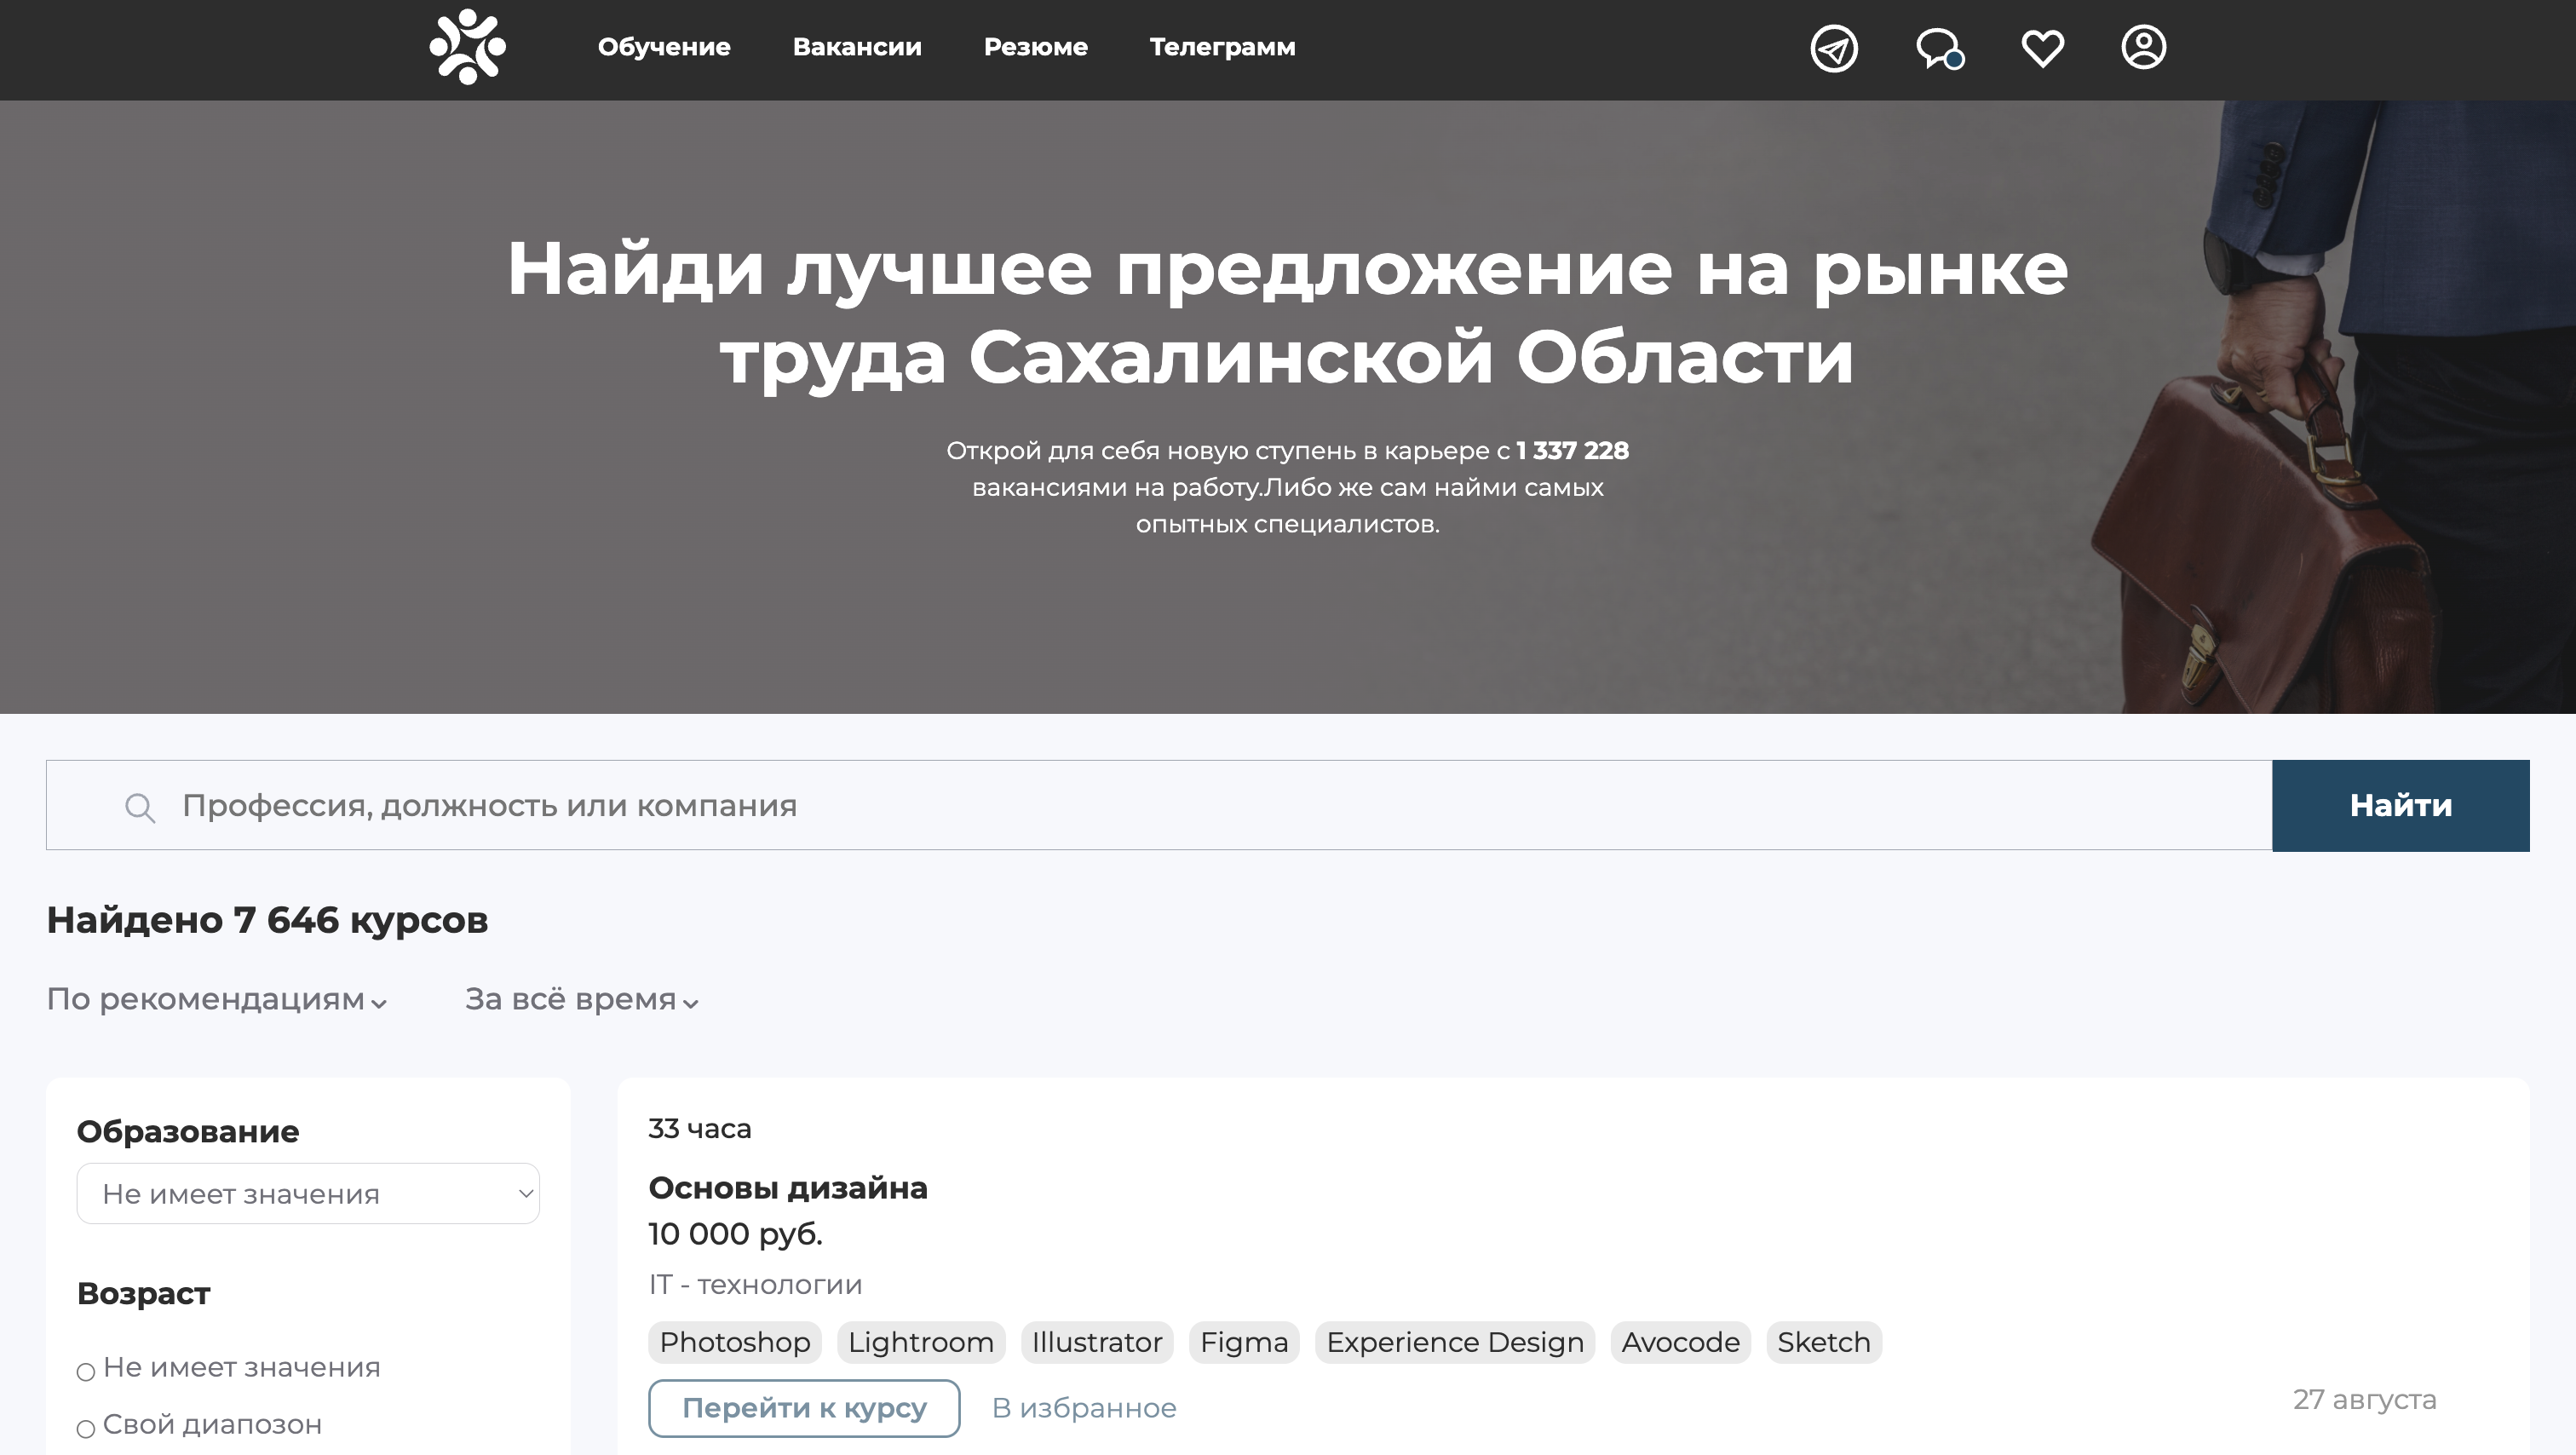 Обучение Вакансии Резюме Телеграмм
Найди лучшее предложение на рынке
труда Сахалинской Области
Открой для себя новую ступень в карьере с 1 337 228
вакансиями на работу.Либо же сам найми самых
опытных специалистов.
Профессия, должность или компания
Найти
Найдено 7 646 курсов
По рекомендациям За всё время
Образование
Не имеет значения
Возраст
Не имеет значения
Свой диапозон
33 часа
Основы дизайна
10 000 руб.
IT - технологии
Photoshop Lightroom Illustrator Figma Experience Design Avocode Sketch
Перейти к курсу В избранное
27 августа